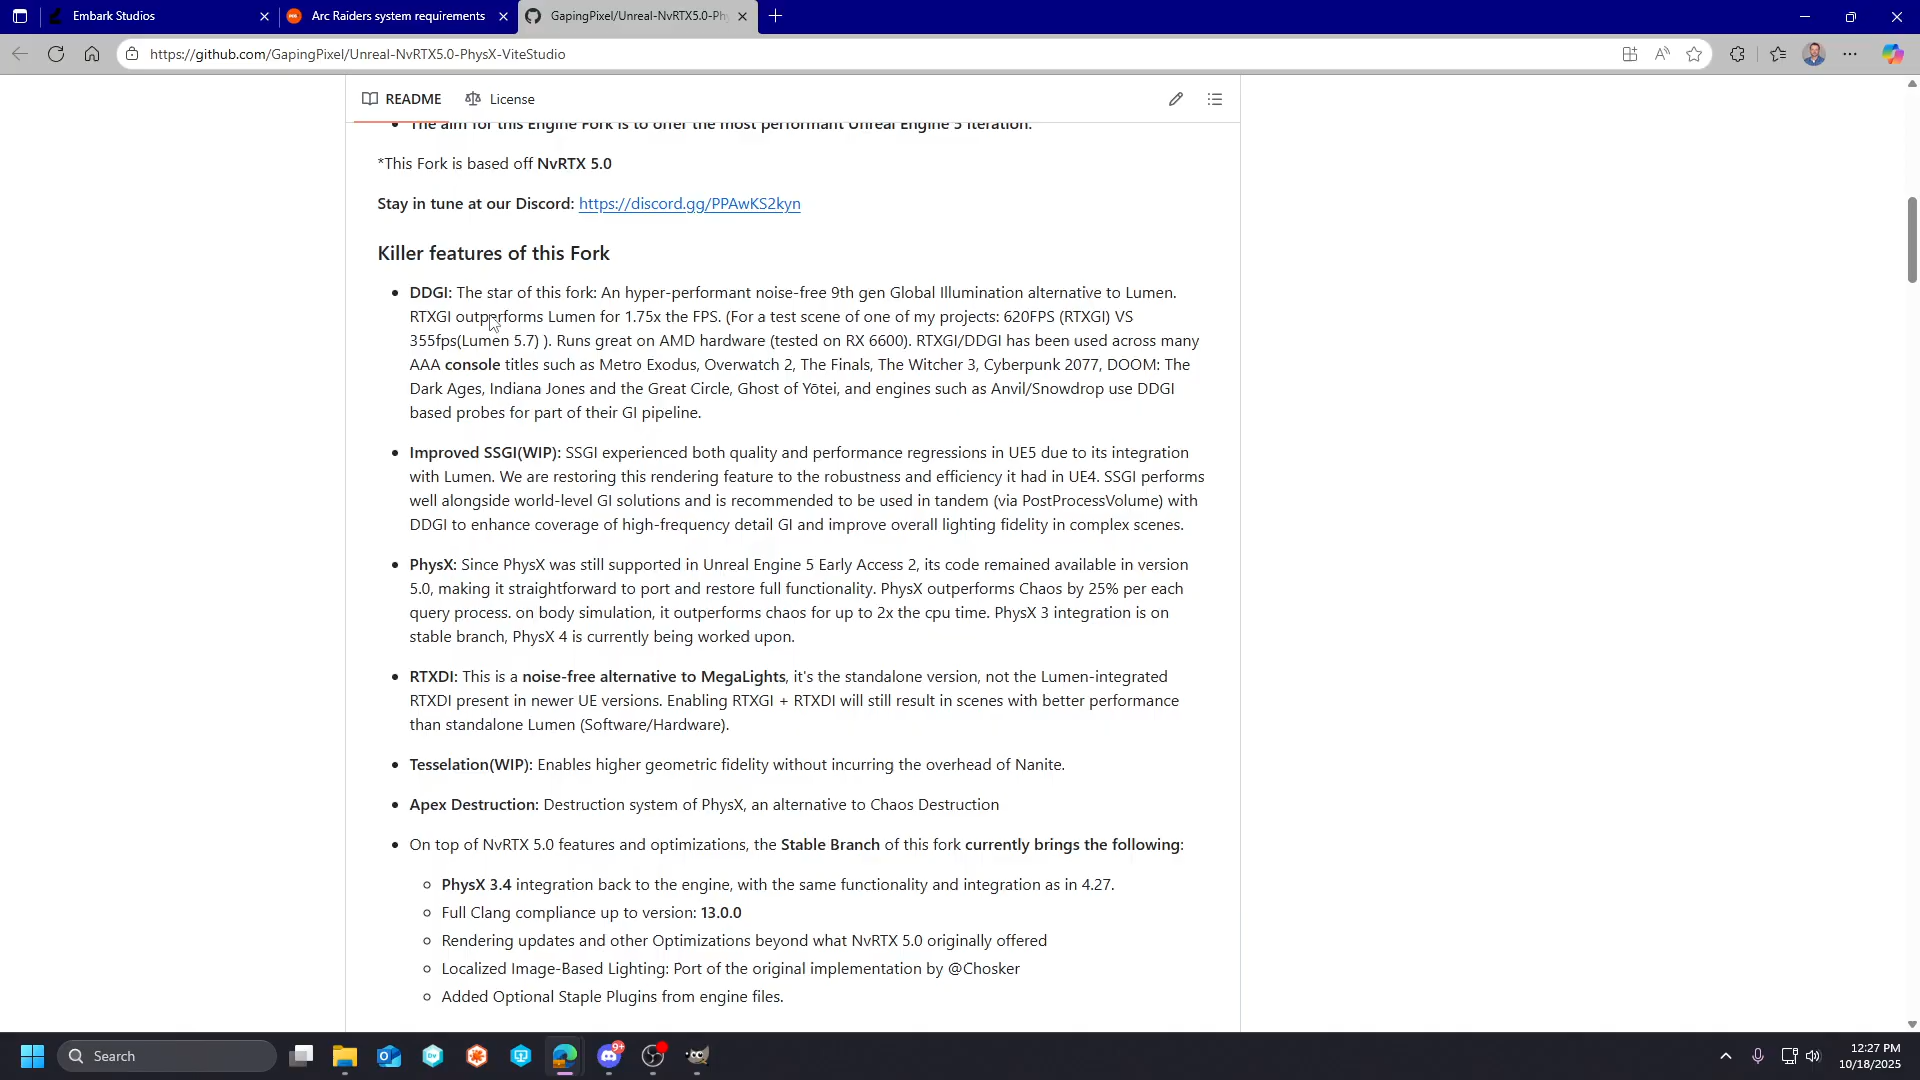 Embark Studios
Arc Raiders system requirements
GapingPixel/Unreal-NvRTX5.0-Ph
https://github.com/GapingPixel/Unreal-NvRTX5.0-PhysX-ViteStudio
README
License
The aim for this Engine Fork is to offer the most performant Unreal Engine 5 iteration.
*This Fork is based off NvRTX 5.0
Stay in tune at our Discord: https://discord.gg/PPAwKS2kyn
Killer features of this Fork
• DDGI: The star of this fork: An hyper-performant noise-free 9th gen Global Illumination alternative to Lumen.
RTXGI outperforms Lumen for 1.75x the FPS. (For a test scene of one of my projects: 620FPS (RTXGI) VS
355fps(Lumen 5.7) ). Runs great on AMD hardware (tested on RX 6600). RTXGI/DDGI has been used across many
AAA console titles such as Metro Exodus, Overwatch 2, The Finals, The Witcher 3, Cyberpunk 2077, DOOM: The
Dark Ages, Indiana Jones and the Great Circle, Ghost of Yōtei, and engines such as Anvil/Snowdrop use DDGI
based probes for part of their GI pipeline.
• Improved SSGI(WIP): SSGI experienced both quality and performance regressions in UE5 due to its integration
with Lumen. We are restoring this rendering feature to the robustness and efficiency it had in UE4. SSGI performs
well alongside world-level GI solutions and is recommended to be used in tandem (via PostProcessVolume) with
DDGI to enhance coverage of high-frequency detail GI and improve overall lighting fidelity in complex scenes.
• PhysX: Since PhysX was still supported in Unreal Engine 5 Early Access 2, its code remained available in version
5.0, making it straightforward to port and restore full functionality. PhysX outperforms Chaos by 25% per each
query process. on body simulation, it outperforms chaos for up to 2x the cpu time. PhysX 3 integration is on
stable branch, PhysX 4 is currently being worked upon.
• RTXDI: This is a noise-free alternative to MegaLights, it's the standalone version, not the Lumen-integrated
RTXDI present in newer UE versions. Enabling RTXGI + RTXDI will still result in scenes with better performance
than standalone Lumen (Software/Hardware).
• Tesselation(WIP): Enables higher geometric fidelity without incurring the overhead of Nanite.
• Apex Destruction: Destruction system of PhysX, an alternative to Chaos Destruction
• On top of NvRTX 5.0 features and optimizations, the Stable Branch of this fork currently brings the following:
○ PhysX 3.4 integration back to the engine, with the same functionality and integration as in 4.27.
○ Full Clang compliance up to version: 13.0.0
○ Rendering updates and other Optimizations beyond what NvRTX 5.0 originally offered
○ Localized Image-Based Lighting: Port of the original implementation by @Chosker
○ Added Optional Staple Plugins from engine files.
Search
9+
12:27 PM
10/18/2025